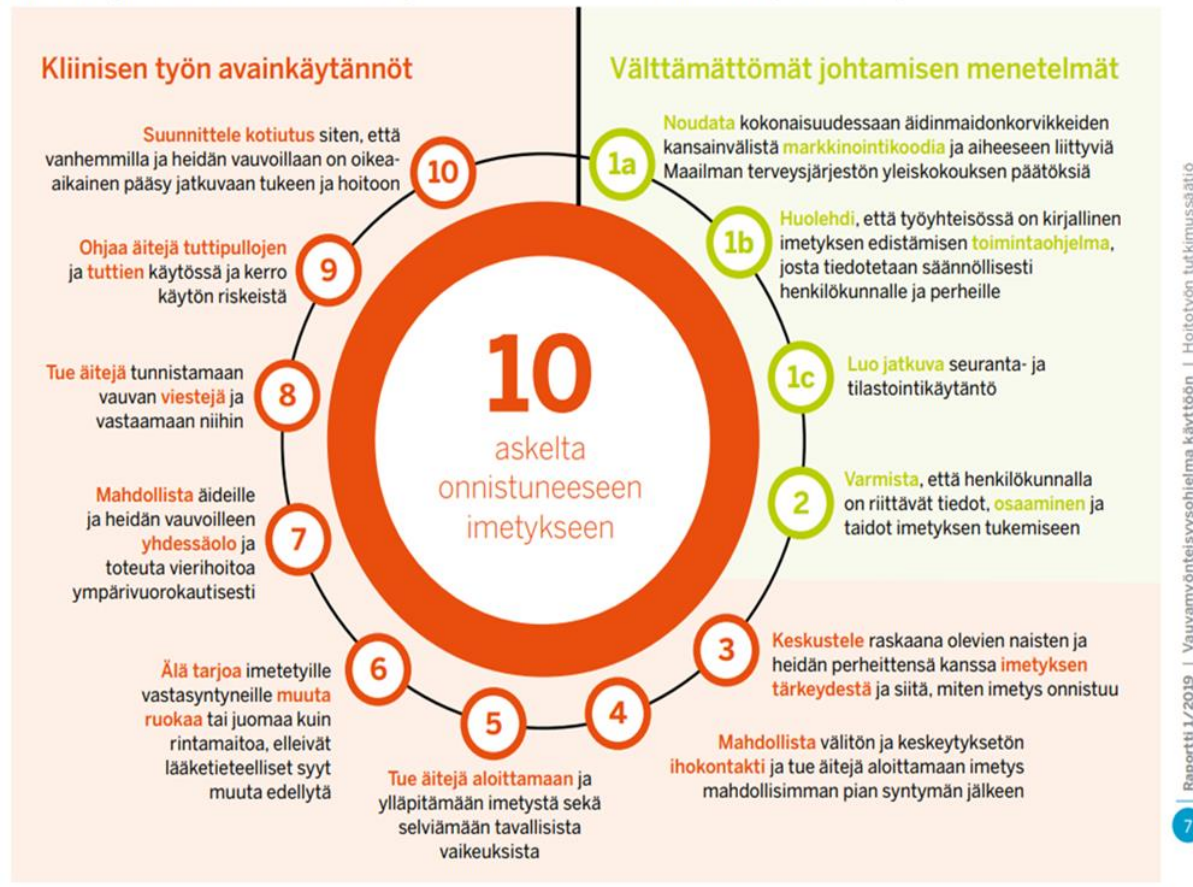 Kliinisen työn avainkäytännöt
Välttämättömät johtamisen menetelmät
10
askelta
onnistuneeseen
imetykseen
1a
Noudata kokonaisuudessaan äidinmaidonkorvikkeiden
kansainvälistä markkinointikoodia ja aiheeseen liittyviä
Maailman terveysjärjestön yleiskokouksen päätöksiä
1b
Huolehdi, että työyhteisössä on kirjallinen
imetyksen edistämisen toimintaohjelma,
josta tiedotetaan säännöllisesti
henkilökunnalle ja perheille
1c
Luo jatkuva seuranta- ja
tilastointikäytäntö
2
Varmista, että henkilökunnalla
on riittävät tiedot, osaaminen ja
taidot imetyksen tukemiseen
3
Keskustele raskaana olevien naisten ja
heidän perheittensä kanssa imetyksen
tärkeydestä ja siitä, miten imetys onnistuu
4
Mahdollista välitön ja keskeytyksetön
ihokontakti ja tue äitejä aloittamaan imetys
mahdollisimman pian syntymän jälkeen
5
Tue äitejä aloittamaan ja
ylläpitämään imetystä sekä
selviämään tavallisista
vaikeuksista
6
Älä tarjoa imetetyille
vastasyntyneille muuta
ruokaa tai juomaa kuin
rintamaitoa, elleivät
lääketieteelliset syyt
muuta edellytä
7
Mahdollista äideille
ja heidän vauvoilleen
yhdessäolo ja
toteuta vierihoitoa
ympärivuorokautisesti
8
Tue äitejä tunnistamaan
vauvan viestejä ja
vastaamaan niihin
9
Ohjaa äitejä tuttipullojen
ja tuttien käytössä ja kerro
käytön riskeistä
10
Suunnittele kotiutus siten, että
vanhemmilla ja heidän vauvoillaan on oikea-
aikainen pääsy jatkuvaan tukeen ja hoitoon
7 | Raportti 1/2019 | Vauvamyönteisyysohjelma käyttöön | Hoitotyön tutkimussäätiö